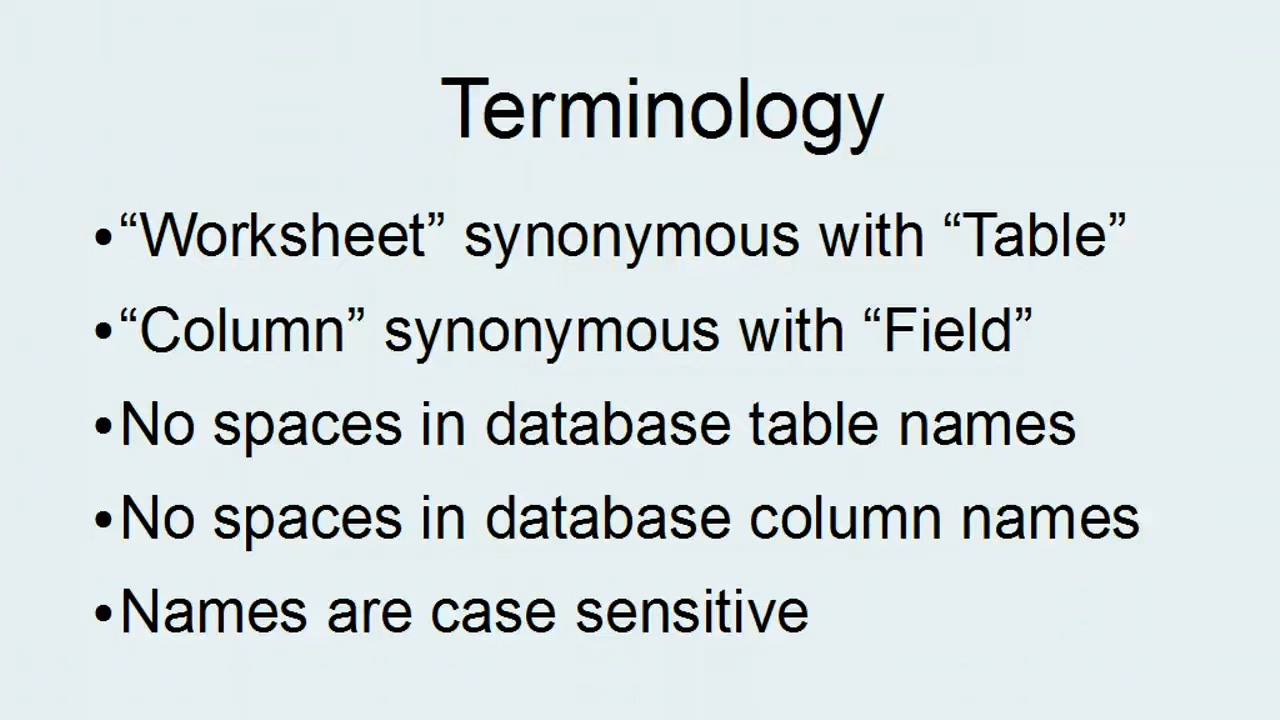 Terminology
•“Worksheet” synonymous with “Table”
•“Column” synonymous with “Field”
•No spaces in database table names
•No spaces in database column names
•Names are case sensitive